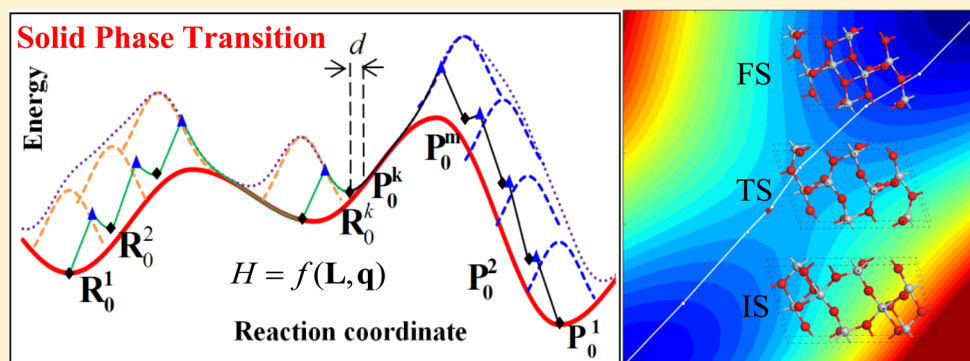 Solid Phase Transition
d
Energy
R₀¹
R₀²
R₀ᵏ
P₀ᵏ
P₀ᵐ
P₀²
P₀¹
H = f(L, q)
Reaction coordinate
FS
TS
IS